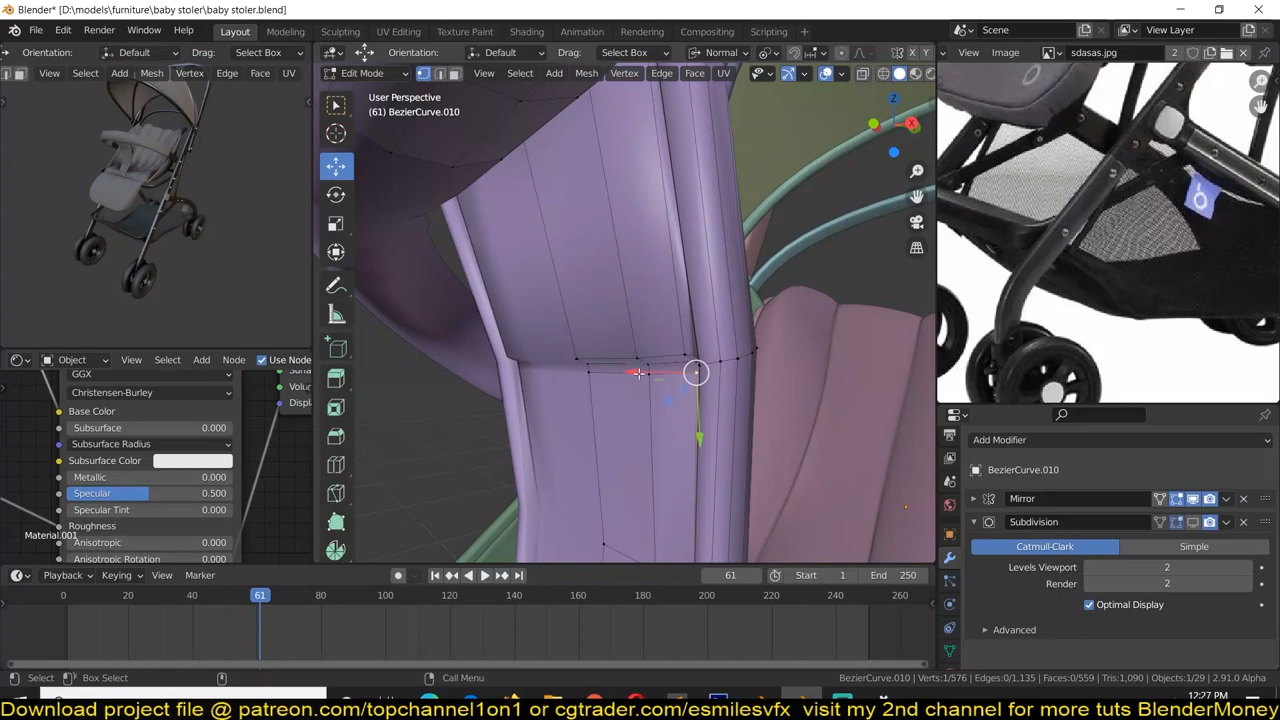 Blender* [D:\models\furniture\baby stoler\baby stoler.blend]
File Edit Render Window Help Layout Modeling Sculpting UV Editing Texture Paint Shading Animation Rendering Compositing Scripting Scene View Layer
Orientation: Default Drag: Select Box Orientation: Default Drag: Select Box Normal X Y View Image sdasas.jpg 2
View Select Add Mesh Vertex Edge Face UV Edit Mode View Select Add Mesh Vertex Edge Face UV
User Perspective
(61) BezierCurve.010
Z
X
Object View Select Add Node Use Node
GGX
Christensen-Burley
Base Color
Subsurface 0.000
Subsurface Radius
Subsurface Color
Metallic 0.000
Specular 0.500
Specular Tint 0.000
Roughness
Anisotropic 0.000
Anisotropic Rotation 0.000
Material.001
Volu
Displ
Add Modifier
BezierCurve.010
Mirror
Subdivision
Catmull-Clark Simple
Levels Viewport 2
Render 2
Optimal Display
Advanced
Playback Keying View Marker 61 Start 1 End 250
0 20 40 61 80 100 120 140 160 180 200 220 240 260
Select Box Select Call Menu BezierCurve.010 | Verts:1/576 | Edges:0/1,135 | Faces:0/559 | Tris:1,090 | Objects:1/29 | 2.91.0 Alpha
12:27 PM
Download project file @ patreon.com/topchannel1on1 or cgtrader.com/esmilesvfx visit my 2nd channel for more tuts BlenderMoney